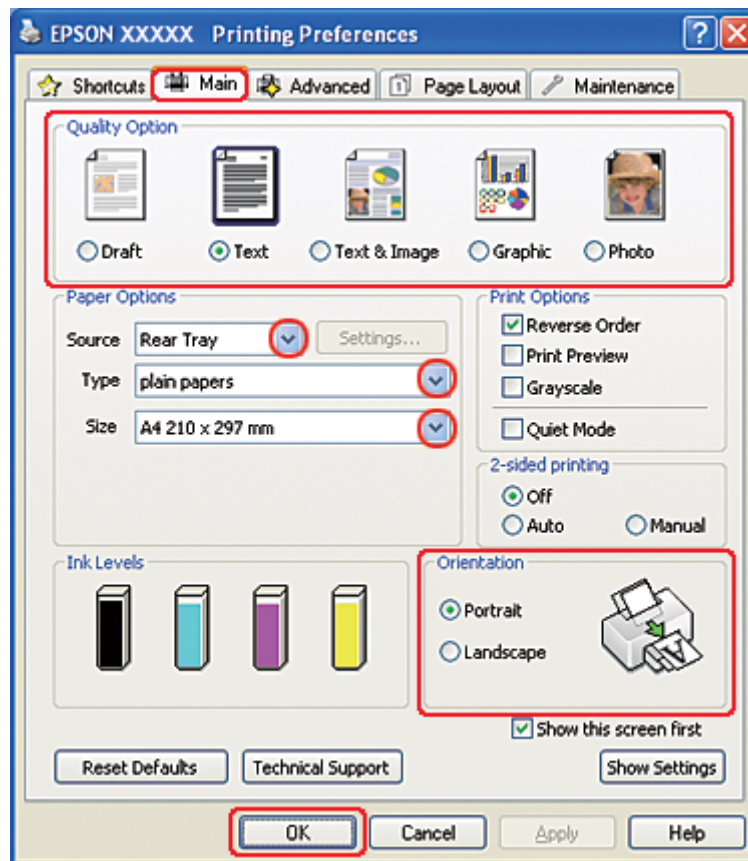 EPSON XXXXX Printing Preferences
Shortcuts Main Advanced Page Layout Maintenance
Quality Option
Draft Text Text & Image Graphic Photo
Paper Options
Source Rear Tray Settings...
Type plain papers
Size A4 210 x 297 mm
Print Options
Reverse Order
Print Preview
Grayscale
Quiet Mode
2-sided printing
Off
Auto Manual
Ink Levels
Orientation
Portrait
Landscape
Show this screen first
Reset Defaults Technical Support Show Settings
OK Cancel Apply Help